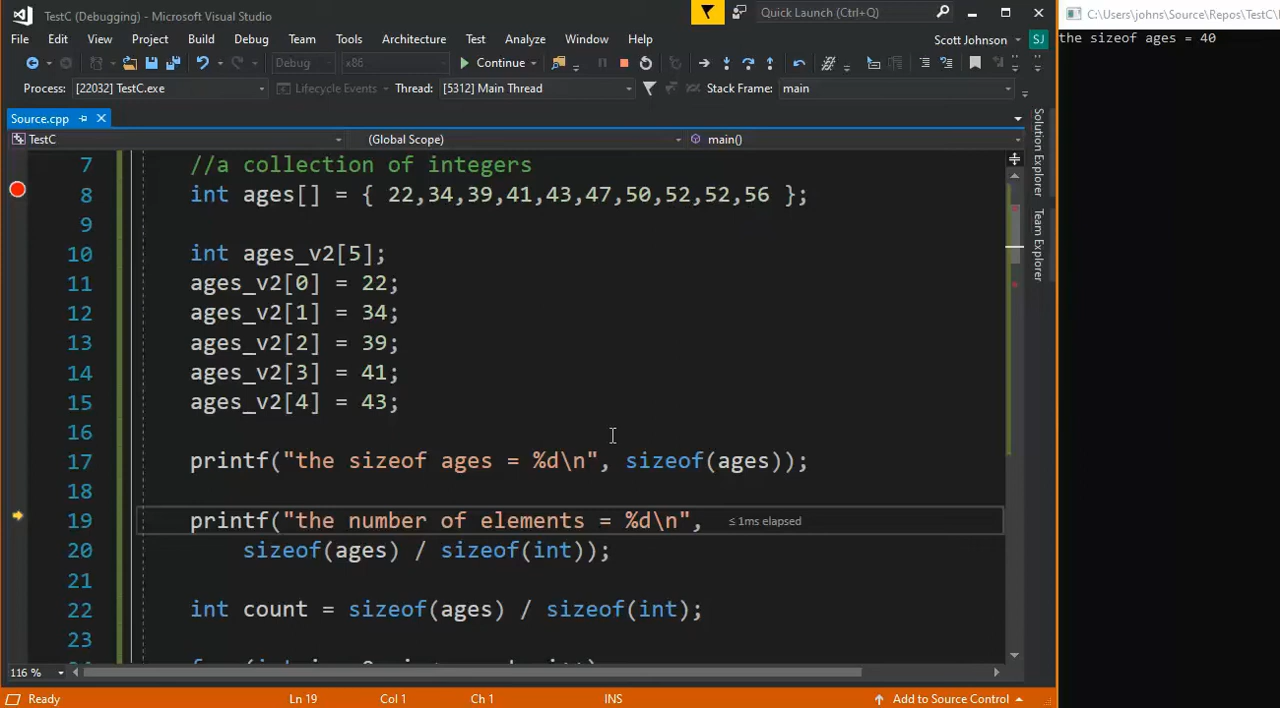 TestC (Debugging) - Microsoft Visual Studio
Quick Launch (Ctrl+Q)
C:\Users\johns\Source\Repos\TestC\
File Edit View Project Build Debug Team Tools Architecture Test Analyze Window Help
Scott Johnson SJ
Debug x86 Continue
Process: [22032] TestC.exe Lifecycle Events Thread: [5312] Main Thread Stack Frame: main
Source.cpp
TestC (Global Scope) main()
7 //a collection of integers
8 int ages[] = { 22,34,39,41,43,47,50,52,52,56 };
9
10 int ages_v2[5];
11 ages_v2[0] = 22;
12 ages_v2[1] = 34;
13 ages_v2[2] = 39;
14 ages_v2[3] = 41;
15 ages_v2[4] = 43;
16
17 printf("the sizeof ages = %d\n", sizeof(ages));
18
19 printf("the number of elements = %d\n", ≤ 1ms elapsed
20 sizeof(ages) / sizeof(int));
21
22 int count = sizeof(ages) / sizeof(int);
23
116 %
Ready Ln 19 Col 1 Ch 1 INS Add to Source Control
Solution Explorer
Team Explorer
the sizeof ages = 40